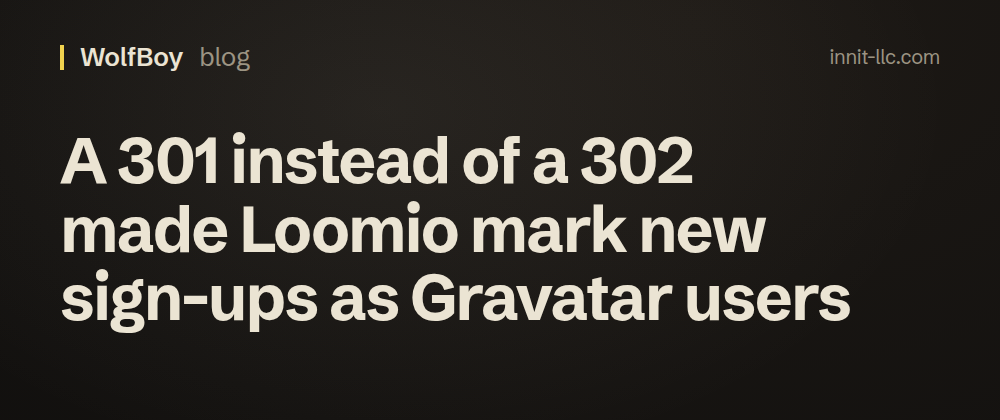 WolfBoy blog
innit-llc.com
A 301 instead of a 302
made Loomio mark new
sign-ups as Gravatar users